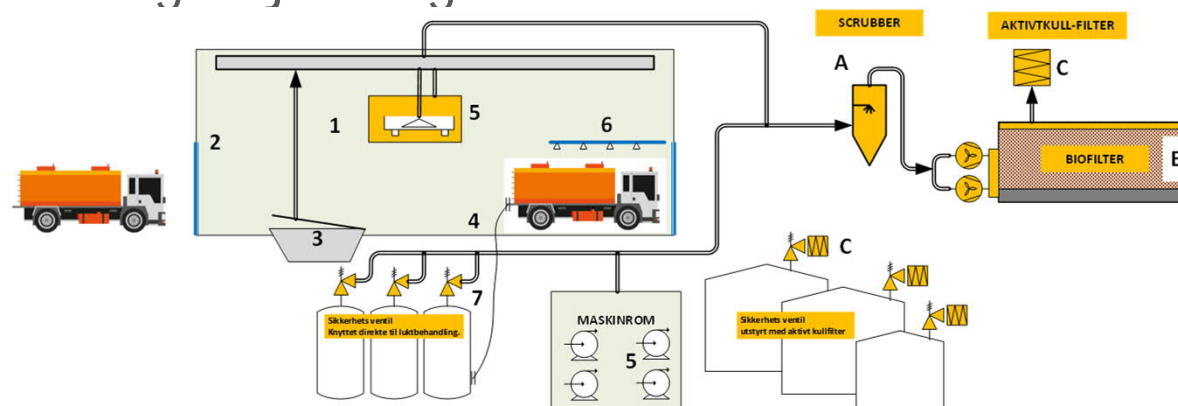 SCRUBBER
AKTIVTKULL-FILTER
A
C
1
2
3
4
5
6
BIOFILTER
7
Sikkerhets ventil
Knyttet direkte til luktbehandling.
MASKINROM
5
C
Sikkerhets ventil
utstyrt med aktivt kullfilter